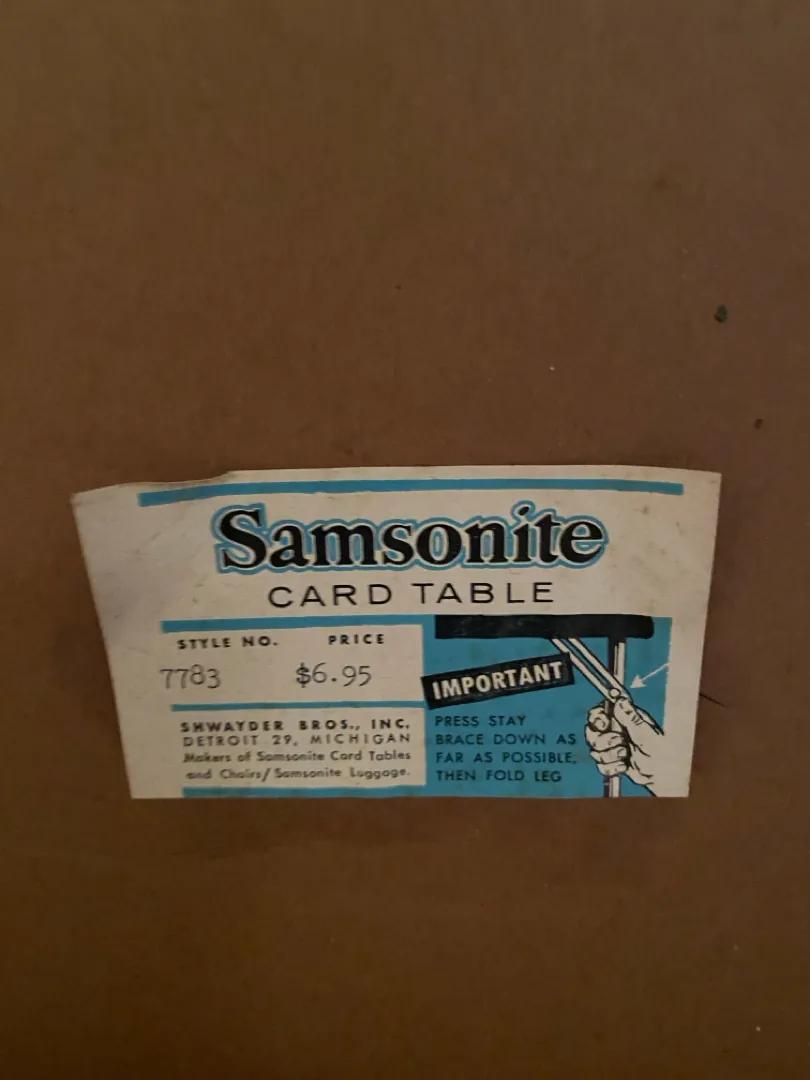 Samsonite
CARD TABLE
STYLE NO. PRICE
7783 $6.95
SHWAYDER BROS., INC.
DETROIT 29, MICHIGAN
Makers of Samsonite Card Tables
and Chairs/Samsonite Luggage.
IMPORTANT
PRESS STAY
BRACE DOWN AS
FAR AS POSSIBLE,
THEN FOLD LEG